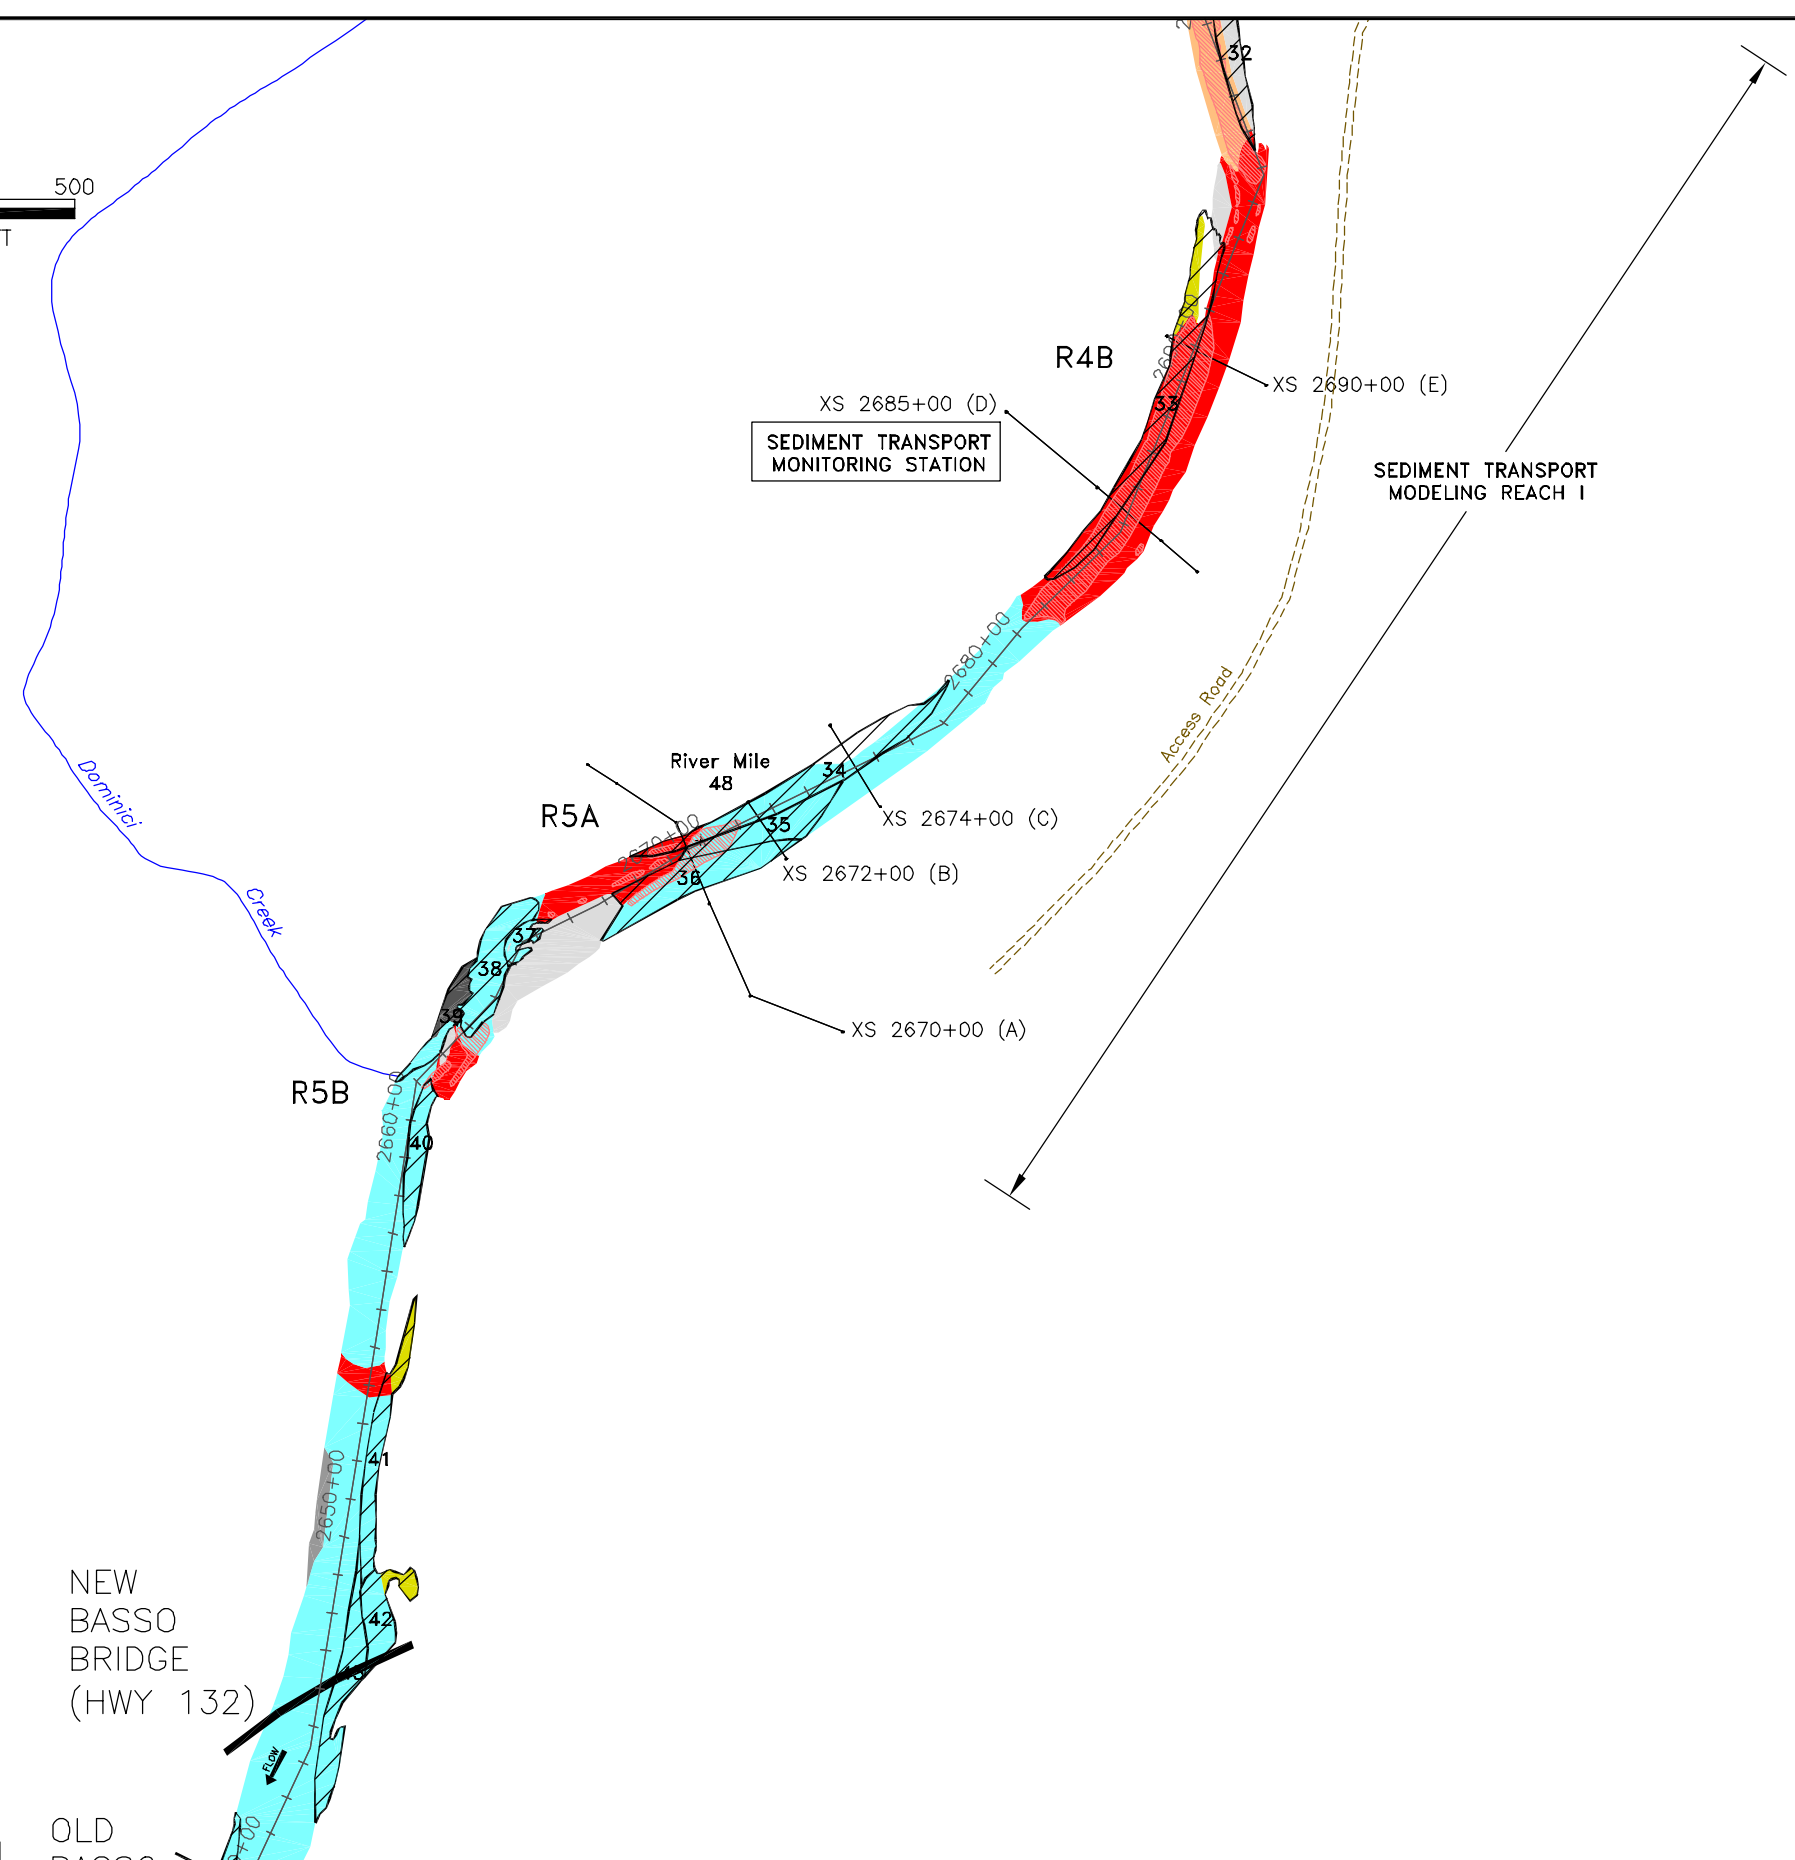 32
500
R4B
XS 2690+00 (E)
33
XS 2685+00 (D)
SEDIMENT TRANSPORT
MONITORING STATION
SEDIMENT TRANSPORT
MODELING REACH I
2680+00
Access Road
River Mile
48
34
R5A
2670+00
35
XS 2674+00 (C)
XS 2672+00 (B)
36
Dominici
Creek
37
38
39
XS 2670+00 (A)
R5B
2660+00
40
41
2650+00
NEW
BASSO
BRIDGE
(HWY 132)
42
FLOW
OLD